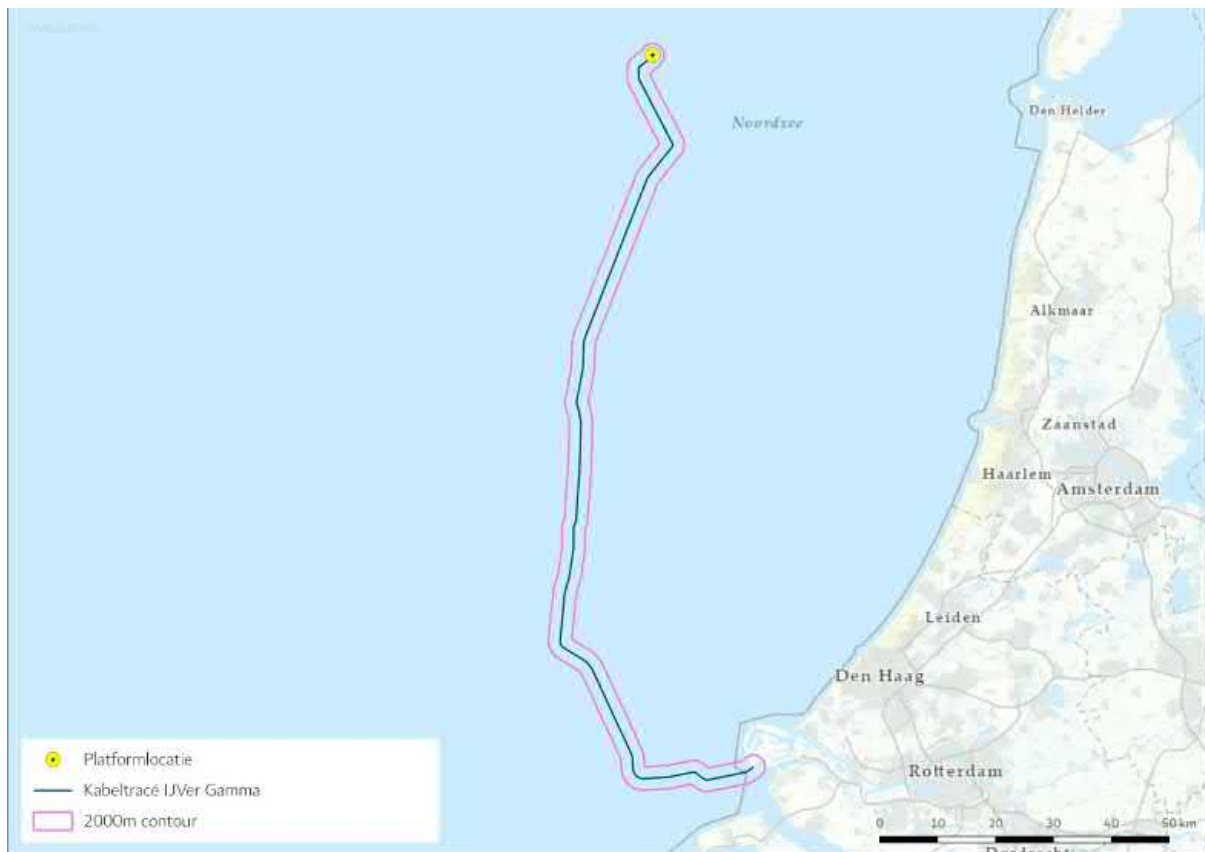 Noordzee
Den Helder
Alkmaar
Zaanstad
Haarlem
Amsterdam
Leiden
Den Haag
Rotterdam
Platformlocatie
Kabeltracé IJVer Gamma
2000m contour
0 10 20 30 40 50 km
Dordrecht